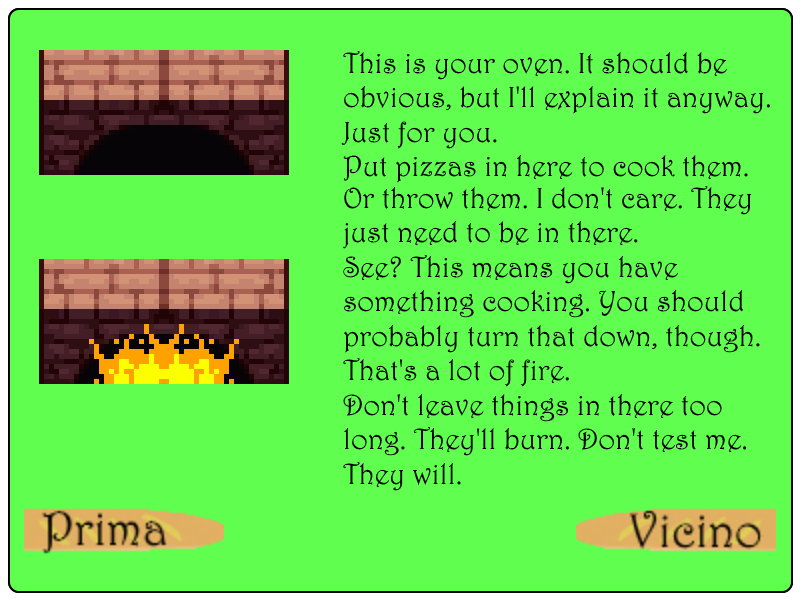 This is your oven. It should be
obvious, but I'll explain it anyway.
Just for you.
Put pizzas in here to cook them.
Or throw them. I don't care. They
just need to be in there.
See? This means you have
something cooking. You should
probably turn that down, though.
That's a lot of fire.
Don't leave things in there too
long. They'll burn. Don't test me.
They will.
Prima
Vicino